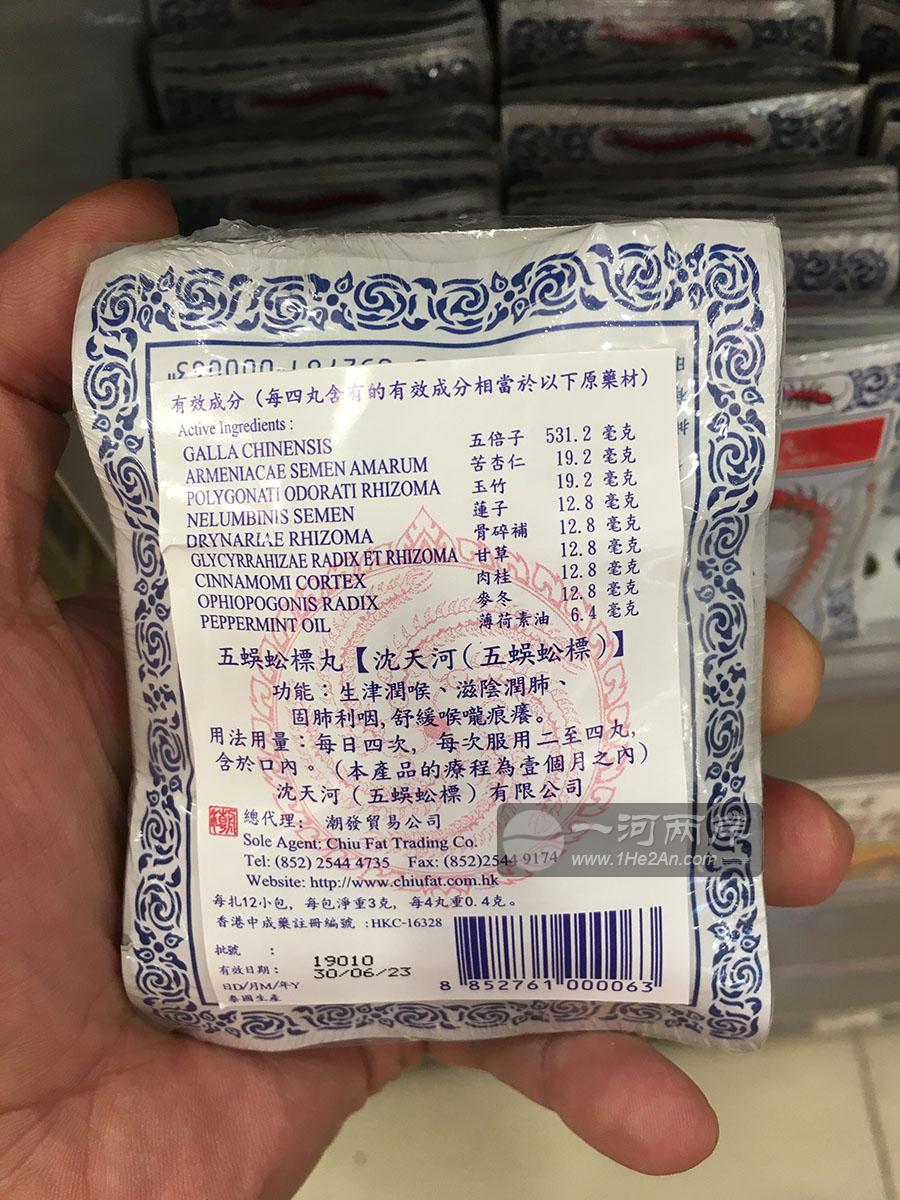 有效成分（每四丸含有的有效成分相當於以下原藥材）
Active Ingredients :
GALLA CHINENSIS 五倍子 531.2 毫克
ARMENIACAE SEMEN AMARUM 苦杏仁 19.2 毫克
POLYGONATI ODORATI RHIZOMA 玉竹 19.2 毫克
NELUMBINIS SEMEN 蓮子 12.8 毫克
DRYNARIAE RHIZOMA 骨碎補 12.8 毫克
GLYCYRRAHIZAE RADIX ET RHIZOMA 甘草 12.8 毫克
CINNAMOMI CORTEX 肉桂 12.8 毫克
OPHIOPOGONIS RADIX 麥冬 12.8 毫克
PEPPERMINT OIL 薄荷素油 6.4 毫克
五蜈蚣標丸【沈天河（五蜈蚣標）】
功能：生津潤喉、滋陰潤肺、
固肺利咽,舒緩喉嚨痕癢。
用法用量：每日四次, 每次服用二至四丸,
含於口內。（本產品的療程為壹個月之內）
沈天河（五蜈蚣標）有限公司
總代理: 潮發貿易公司
Sole Agent: Chiu Fat Trading Co.
Tel: (852) 2544 4735 Fax: (852)2544 9174
Website: http://www.chiufat.com.hk
每扎12小包, 每包淨重3克, 每4丸重0.4克。
香港中成藥註冊編號 :HKC-16328
批號 : 19010
有效日期 : 30/06/23
日D/月M/年Y
泰國生產
8 852761 000063
一河两岸
www.1He2An.com